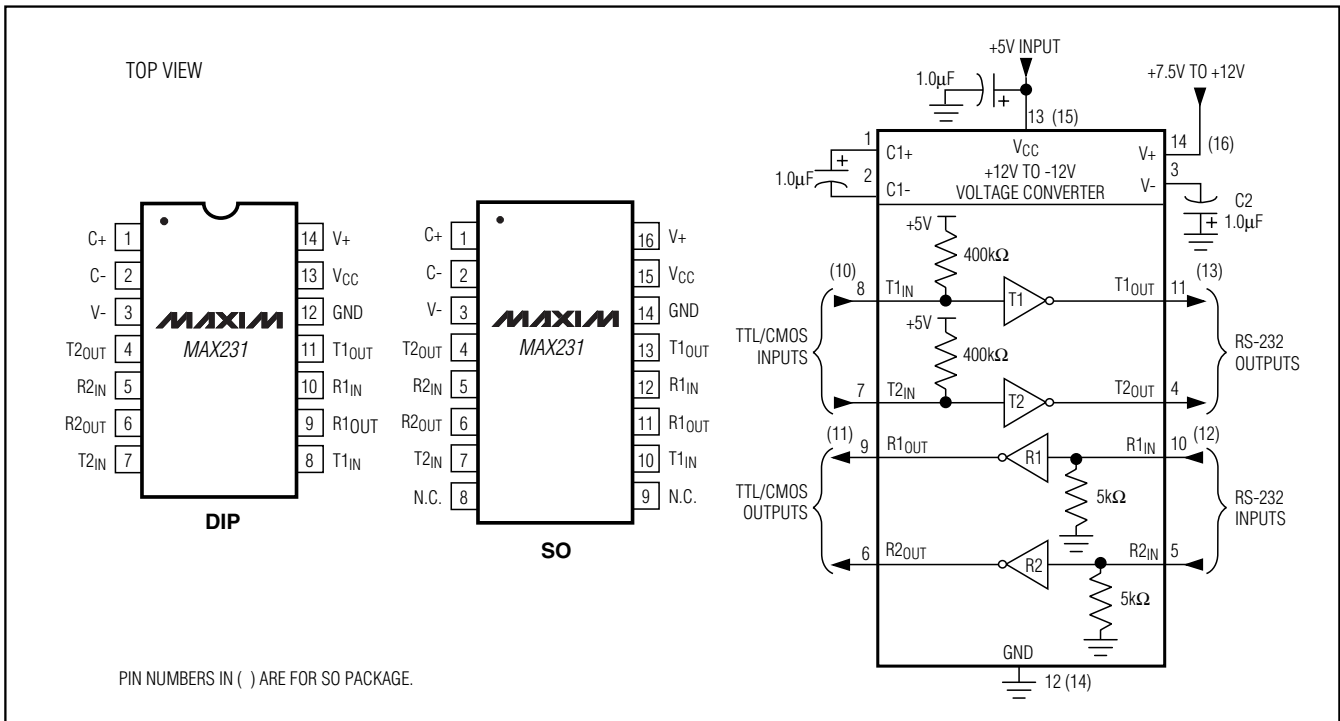 TOP VIEW
C+ 1
C- 2
V- 3
T2OUT 4
R2IN 5
R2OUT 6
T2IN 7
14 V+
13 VCC
12 GND
11 T1OUT
10 R1IN
9 R1OUT
8 T1IN
MAXIM
MAX231
DIP
C+ 1
C- 2
V- 3
T2OUT 4
R2IN 5
R2OUT 6
T2IN 7
N.C. 8
16 V+
15 VCC
14 GND
13 T1OUT
12 R1IN
11 R1OUT
10 T1IN
9 N.C.
MAXIM
MAX231
SO
+5V INPUT
1.0µF
+
+7.5V TO +12V
13 (15)
1
C1+
VCC
V+
14 (16)
+
2
1.0µF
C1-
+12V TO -12V
VOLTAGE CONVERTER
V-
3
C2
+ 1.0µF
+5V
400kΩ
(10)
8
T1IN
T1
T1OUT
11
(13)
+5V
400kΩ
TTL/CMOS
INPUTS
RS-232
OUTPUTS
7
T2IN
T2
T2OUT
4
(11)
9
R1OUT
R1
R1IN
10
(12)
5kΩ
TTL/CMOS
OUTPUTS
RS-232
INPUTS
6
R2OUT
R2
R2IN
5
5kΩ
GND
12 (14)
PIN NUMBERS IN ( ) ARE FOR SO PACKAGE.